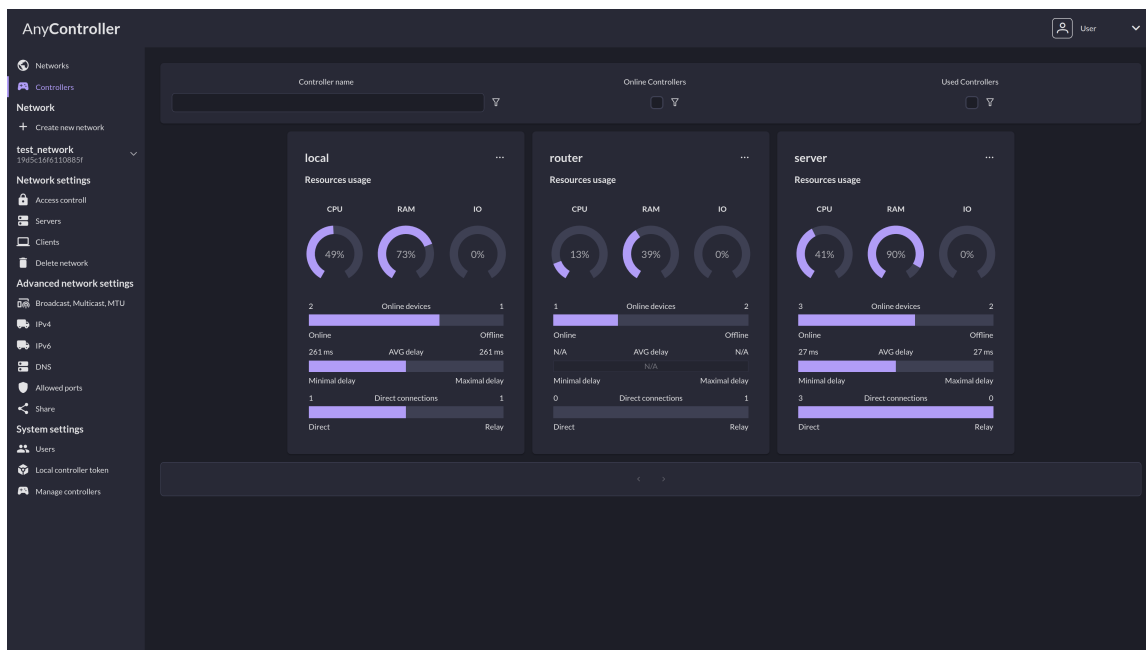 AnyController
User
Networks
Controllers
Network
Create new network
test_network
19d5c16f6110885f
Network settings
Access controll
Servers
Clients
Delete network
Advanced network settings
Broadcast, Multicast, MTU
IPv4
IPv6
DNS
Allowed ports
Share
System settings
Users
Local controller token
Manage controllers
Controller name
Online Controllers
Used Controllers
local
Resources usage
CPU RAM IO
49% 73% 0%
2 Online devices 1
Online Offline
261 ms AVG delay 261 ms
Minimal delay Maximal delay
1 Direct connections 1
Direct Relay
router
Resources usage
CPU RAM IO
13% 39% 0%
1 Online devices 2
Online Offline
N/A AVG delay N/A
N/A
Minimal delay Maximal delay
0 Direct connections 1
Direct Relay
server
Resources usage
CPU RAM IO
41% 90% 0%
3 Online devices 2
Online Offline
27 ms AVG delay 27 ms
Minimal delay Maximal delay
3 Direct connections 0
Direct Relay